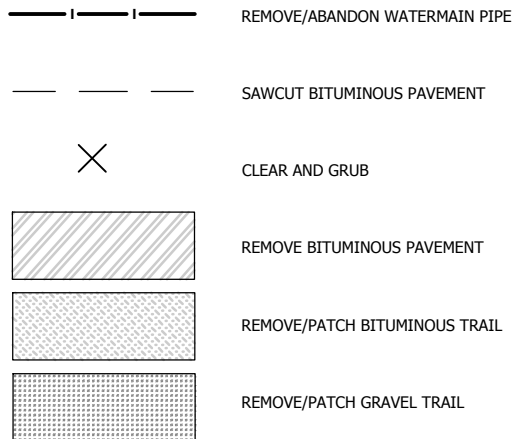 REMOVE/ABANDON WATERMAIN PIPE
SAWCUT BITUMINOUS PAVEMENT
CLEAR AND GRUB
REMOVE BITUMINOUS PAVEMENT
REMOVE/PATCH BITUMINOUS TRAIL
REMOVE/PATCH GRAVEL TRAIL